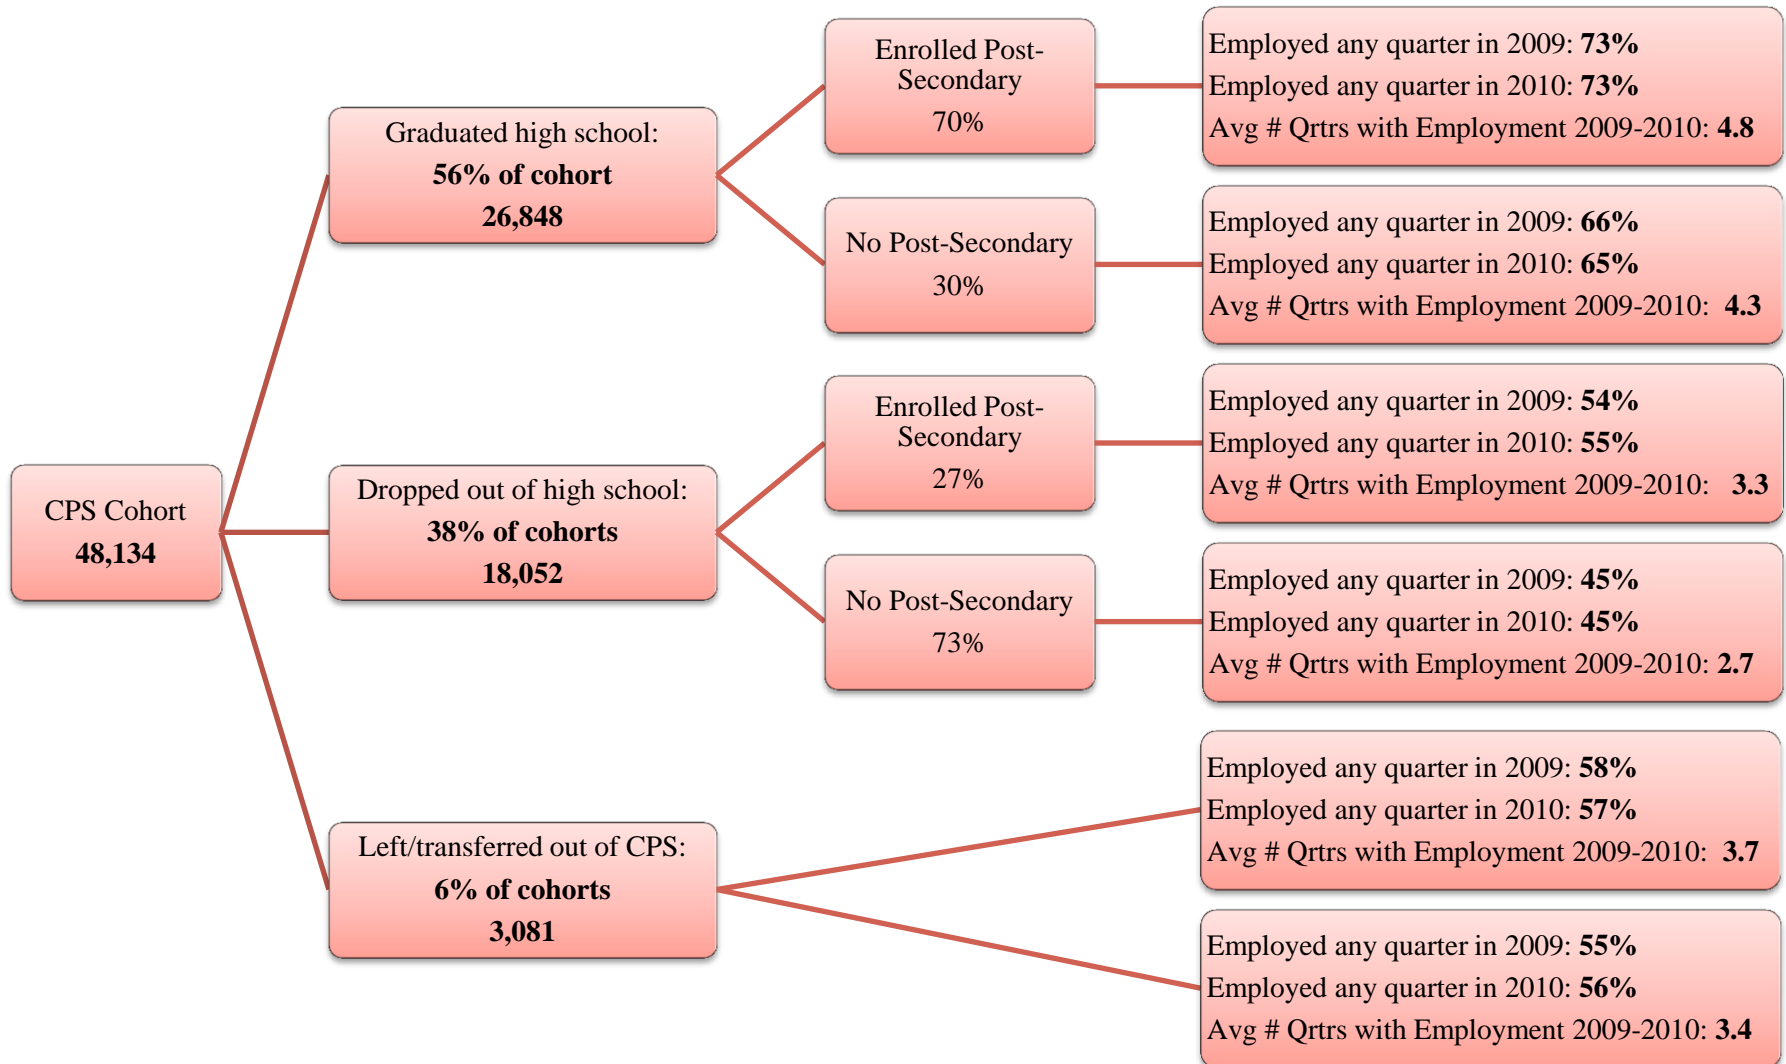 CPS Cohort
48,134
Graduated high school:
56% of cohort
26,848
Enrolled Post-
Secondary
70%
Employed any quarter in 2009: 73%
Employed any quarter in 2010: 73%
Avg # Qrtrs with Employment 2009-2010: 4.8
No Post-Secondary
30%
Employed any quarter in 2009: 66%
Employed any quarter in 2010: 65%
Avg # Qrtrs with Employment 2009-2010: 4.3
Dropped out of high school:
38% of cohorts
18,052
Enrolled Post-
Secondary
27%
Employed any quarter in 2009: 54%
Employed any quarter in 2010: 55%
Avg # Qrtrs with Employment 2009-2010: 3.3
No Post-Secondary
73%
Employed any quarter in 2009: 45%
Employed any quarter in 2010: 45%
Avg # Qrtrs with Employment 2009-2010: 2.7
Left/transferred out of CPS:
6% of cohorts
3,081
Employed any quarter in 2009: 58%
Employed any quarter in 2010: 57%
Avg # Qrtrs with Employment 2009-2010: 3.7
Employed any quarter in 2009: 55%
Employed any quarter in 2010: 56%
Avg # Qrtrs with Employment 2009-2010: 3.4